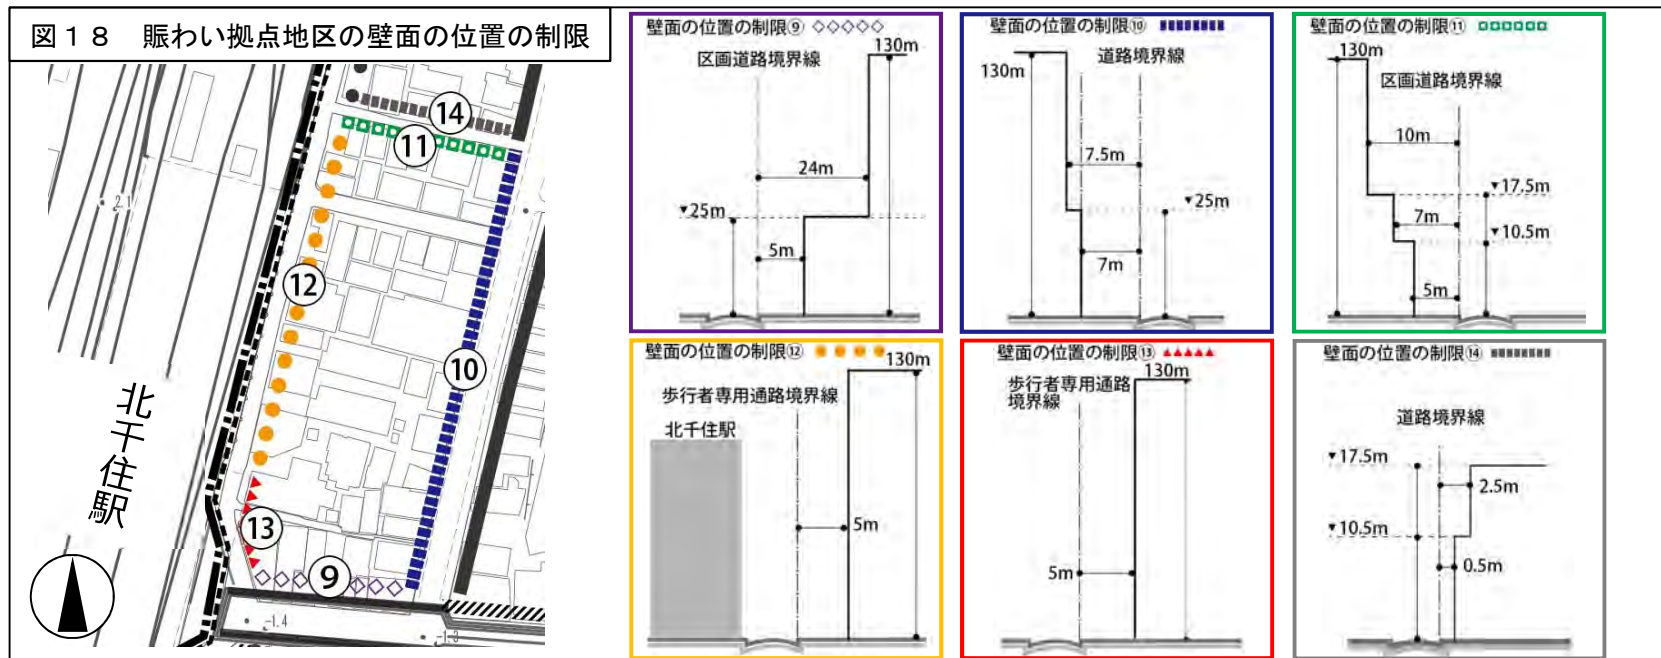 図18 賑わい拠点地区の壁面の位置の制限
14
11
12
10
13
9
北千住駅
2.1
-1.4
-1.3
壁面の位置の制限⑨
130m
区画道路境界線
24m
▼25m
5m
壁面の位置の制限⑩
道路境界線
130m
7.5m
▼25m
7m
壁面の位置の制限⑪
130m
区画道路境界線
10m
▼17.5m
7m
▼10.5m
5m
壁面の位置の制限⑫
130m
歩行者専用通路境界線
北千住駅
5m
壁面の位置の制限⑬
130m
歩行者専用通路
境界線
5m
壁面の位置の制限⑭
道路境界線
▼17.5m
2.5m
▼10.5m
0.5m